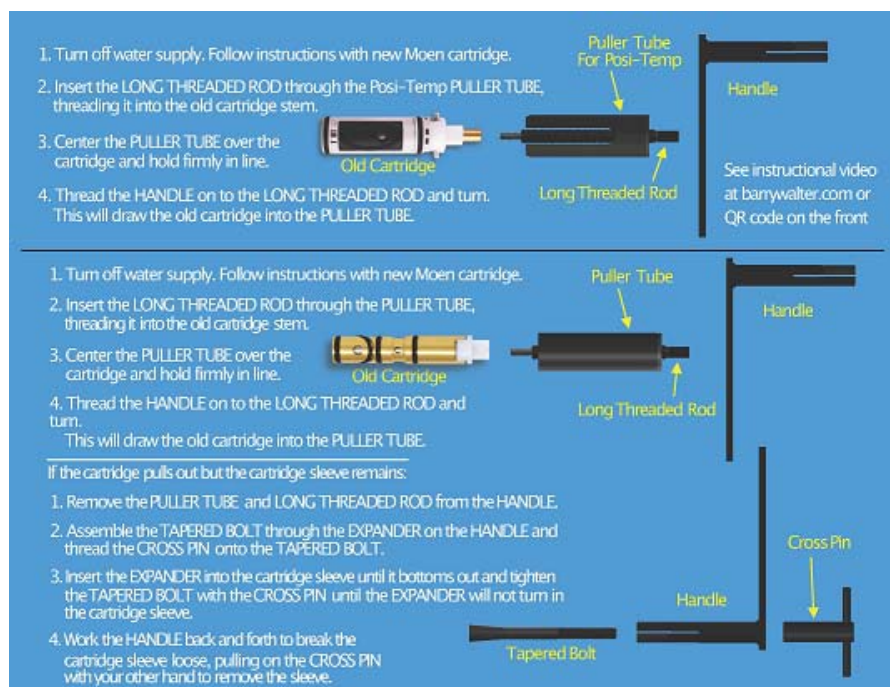 1. Turn off water supply. Follow instructions with new Moen cartridge.
2. Insert the LONG THREADED ROD through the Posi-Temp PULLER TUBE,
threading it into the old cartridge stem.
3. Center the PULLER TUBE over the
cartridge and hold firmly in line.
4. Thread the HANDLE on to the LONG THREADED ROD and turn.
This will draw the old cartridge into the PULLER TUBE.
Old Cartridge
Puller Tube
For Posi-Temp
Long Threaded Rod
Handle
See instructional video
at barrywalter.com or
QR code on the front
1. Turn off water supply. Follow instructions with new Moen cartridge.
2. Insert the LONG THREADED ROD through the PULLER TUBE,
threading it into the old cartridge stem.
3. Center the PULLER TUBE over the
cartridge and hold firmly in line.
4. Thread the HANDLE on to the LONG THREADED ROD and
turn.
This will draw the old cartridge into the PULLER TUBE.
Old Cartridge
Puller Tube
Long Threaded Rod
Handle
If the cartridge pulls out but the cartridge sleeve remains:
1. Remove the PULLER TUBE and LONG THREADED ROD from the HANDLE.
2. Assemble the TAPERED BOLT through the EXPANDER on the HANDLE and
thread the CROSS PIN onto the TAPERED BOLT.
3. Insert the EXPANDER into the cartridge sleeve until it bottoms out and tighten
the TAPERED BOLT with the CROSS PIN until the EXPANDER will not turn in
the cartridge sleeve.
4. Work the HANDLE back and forth to break the
cartridge sleeve loose, pulling on the CROSS PIN
with your other hand to remove the sleeve.
Tapered Bolt
Handle
Cross Pin